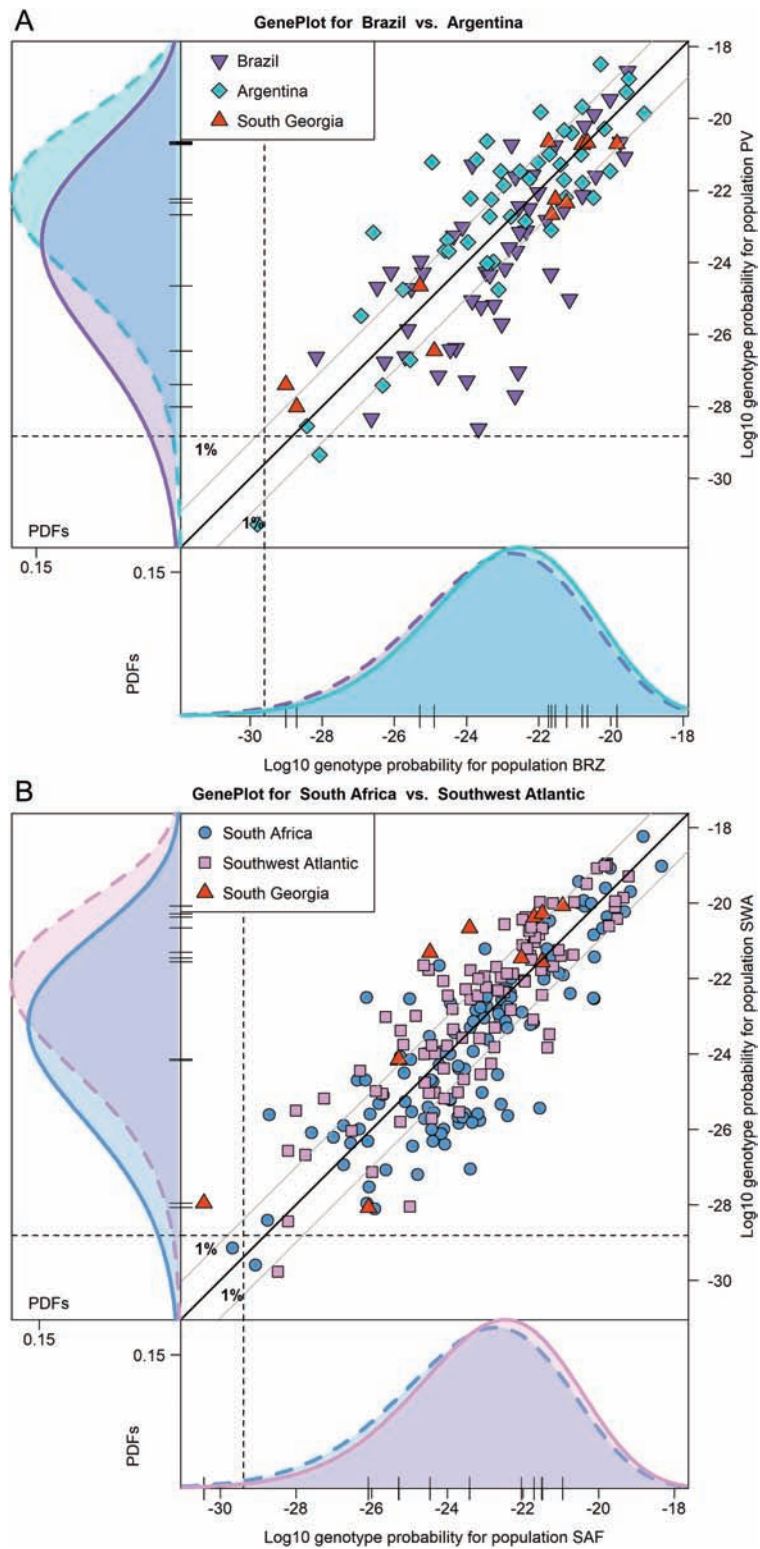 A
GenePlot for Brazil vs. Argentina
Brazil
Argentina
South Georgia
-18
-20
-22
-24
-26
-28
-30
Log10 genotype probability for population PV
1%
1%
PDFs
0.15
0.15
PDFs
-30 -28 -26 -24 -22 -20 -18
Log10 genotype probability for population BRZ
B
GenePlot for South Africa vs. Southwest Atlantic
South Africa
Southwest Atlantic
South Georgia
-18
-20
-22
-24
-26
-28
-30
Log10 genotype probability for population SWA
1%
1%
PDFs
0.15
0.15
PDFs
-30 -28 -26 -24 -22 -20 -18
Log10 genotype probability for population SAF